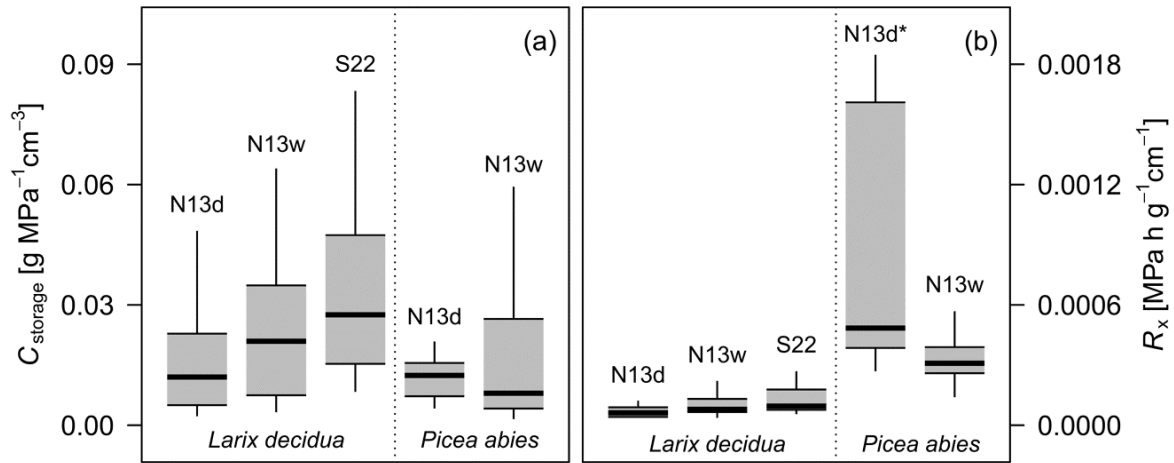 (a)
0.09
0.06
0.03
0.00
C storage [g MPa⁻¹cm⁻³]
N13d
N13w
S22
N13d
N13w
Larix decidua
Picea abies
(b)
N13d
N13w
S22
N13d*
N13w
Larix decidua
Picea abies
0.0018
0.0012
0.0006
0.0000
Rx [MPa h g⁻¹cm⁻¹]